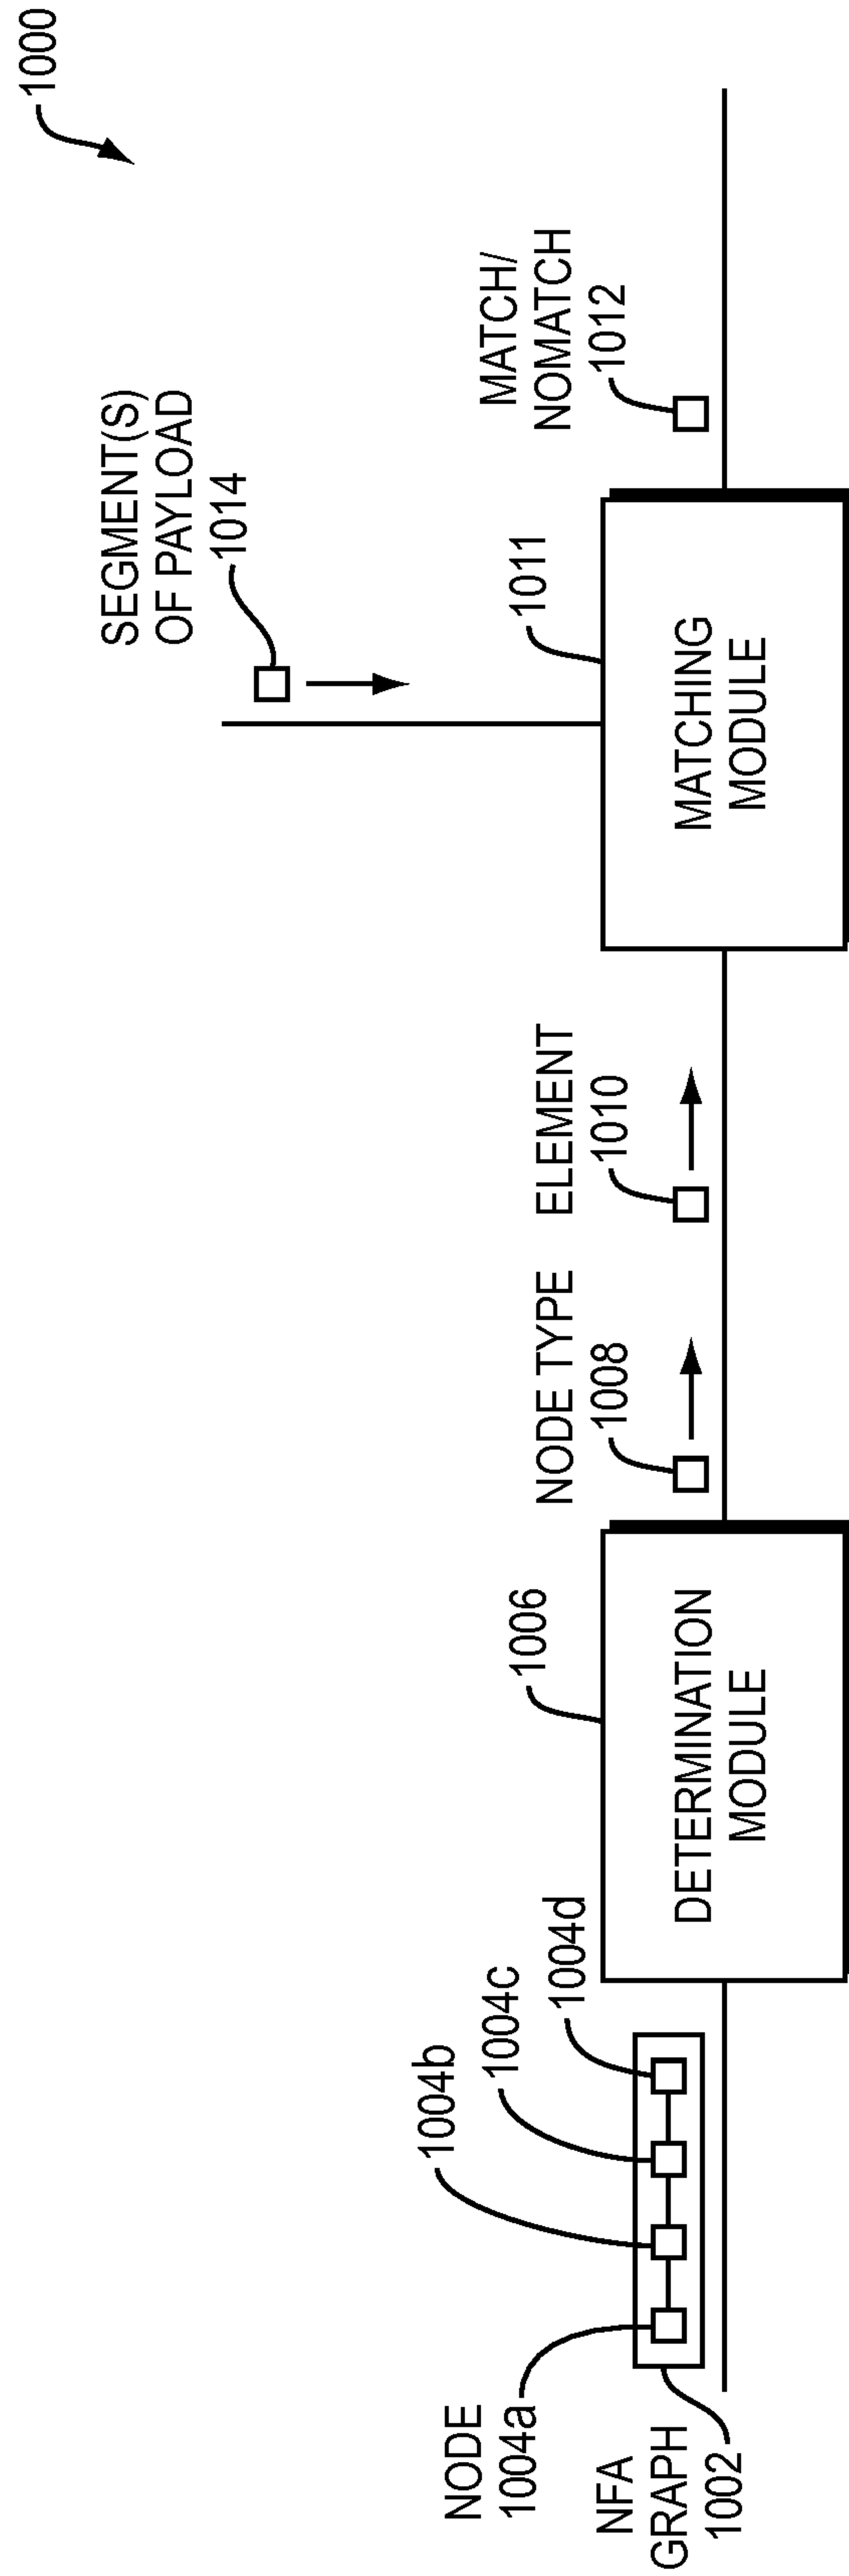 1000
SEGMENT(S)
OF PAYLOAD
1014
MATCH/
NOMATCH
1012
1011
MATCHING
MODULE
ELEMENT
1010
NODE TYPE
1008
1006
DETERMINATION
MODULE
1004b
1004c
1004d
NODE
1004a
NFA
GRAPH
1002